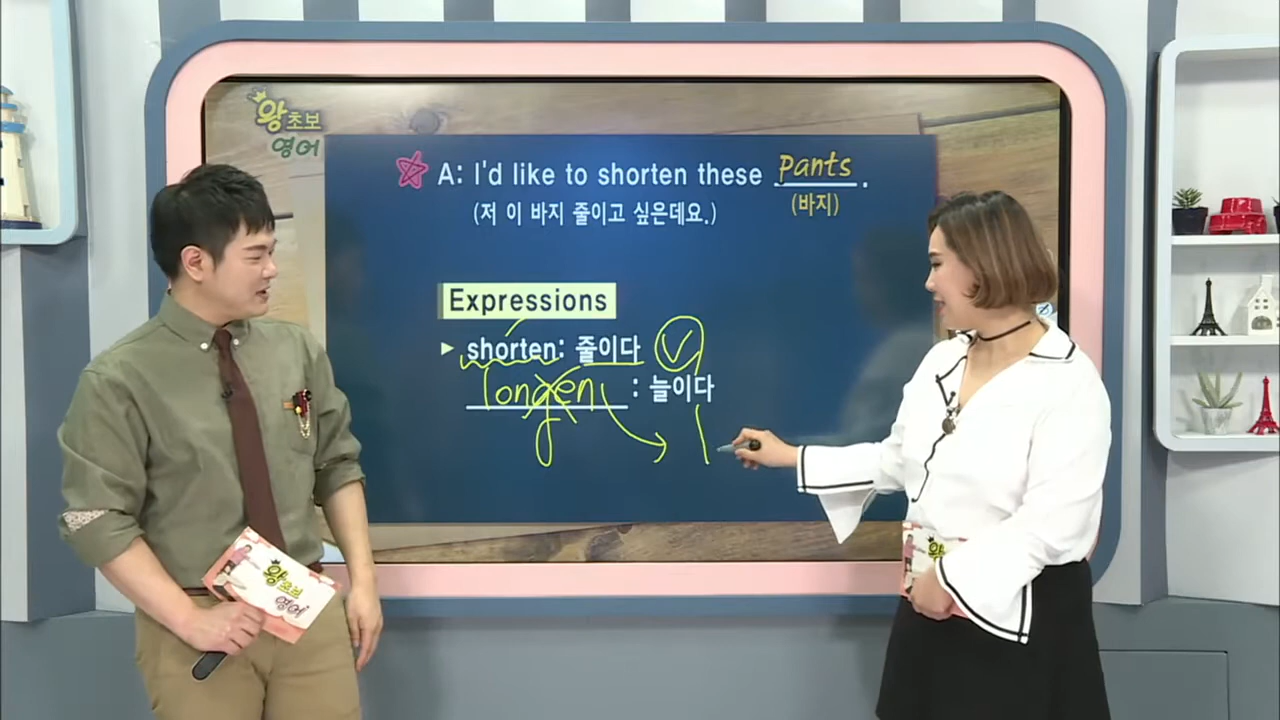 왕초보
영어
A: I'd like to shorten these pants.
(저 이 바지 줄이고 싶은데요.) (바지)
Expressions
▶ shorten: 줄이다
longen : 늘이다
l
왕초보
영어
왕